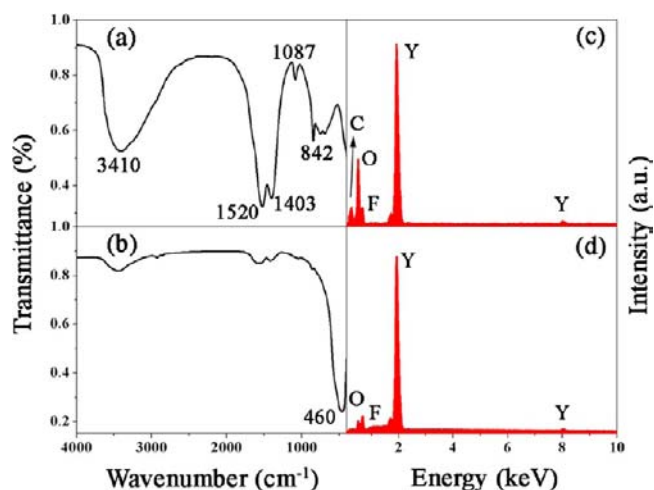 (a) 1087 (c)
Y
C
O
F
Y
3410
842
1520 1403
1.0
0.8
0.6
0.4
1.0
(b) (d)
Y
O
F
Y
460
0.8
0.6
0.4
0.2
4000 3000 2000 1000 0 2 4 6 8 10
Wavenumber (cm⁻¹) Energy (keV)
Transmittance (%)
Intensity (a.u.)